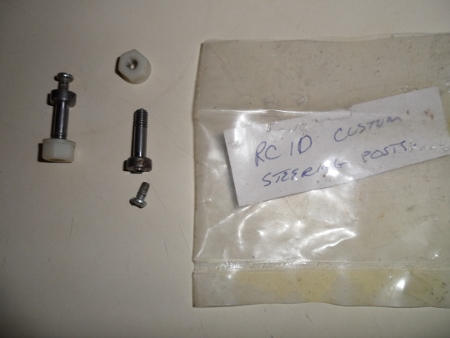 RC10 CUSTOM
STEERING POSTS